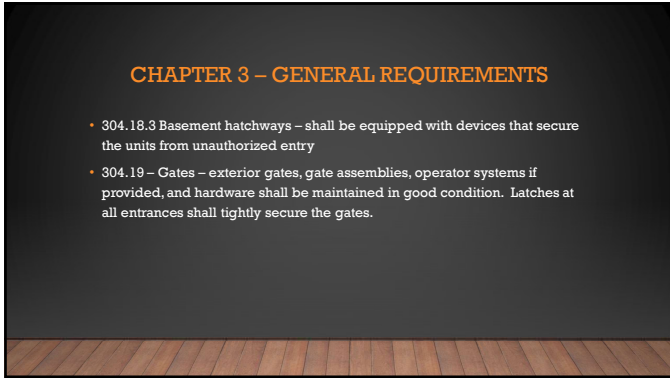 CHAPTER 3 – GENERAL REQUIREMENTS
• 304.18.3 Basement hatchways – shall be equipped with devices that secure
the units from unauthorized entry
• 304.19 – Gates – exterior gates, gate assemblies, operator systems if
provided, and hardware shall be maintained in good condition. Latches at
all entrances shall tightly secure the gates.